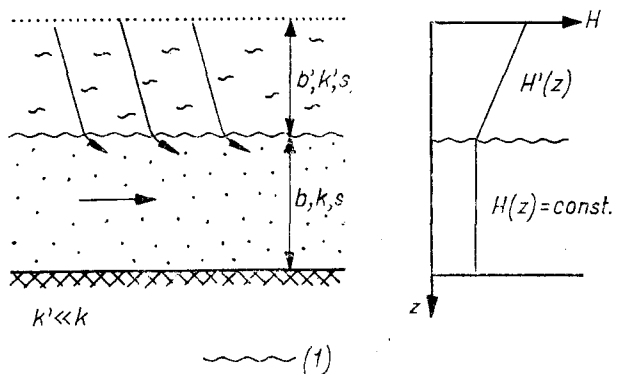 H
b',k',s
H'(z)
b,k,s
H(z)=const.
z
k'≪k
(1)